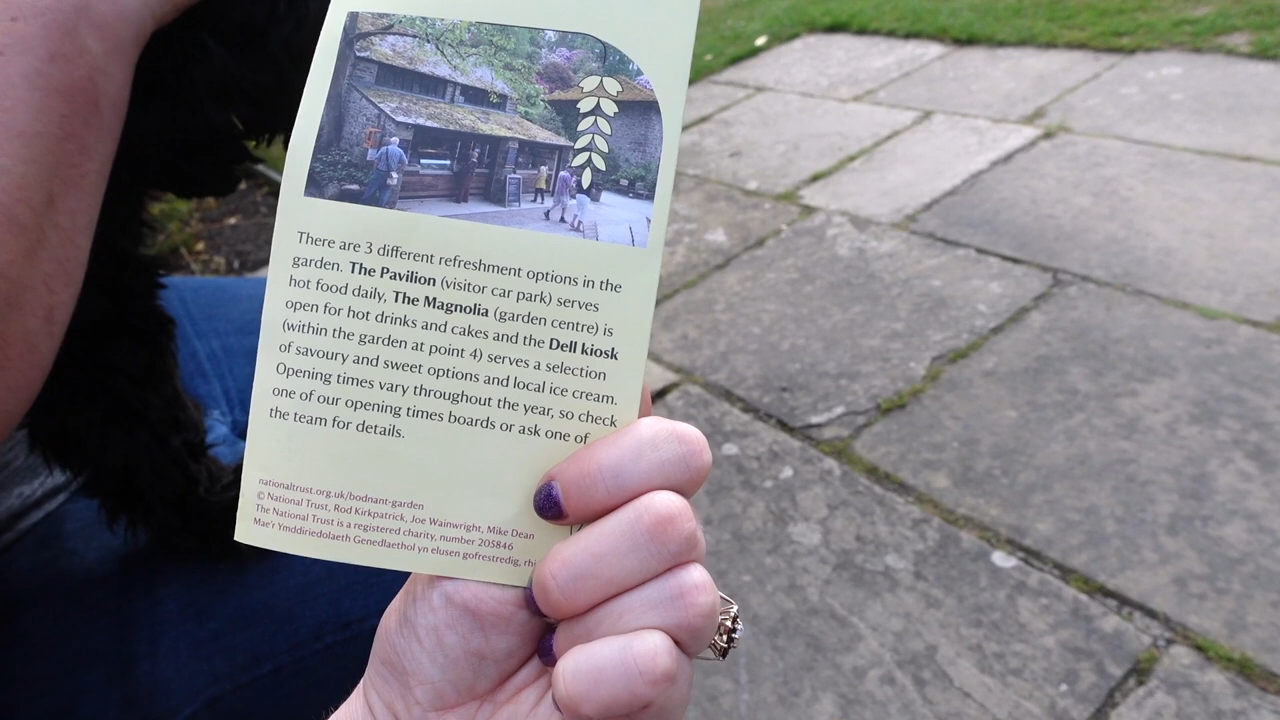 There are 3 different refreshment options in the
garden. The Pavilion (visitor car park) serves
hot food daily, The Magnolia (garden centre) is
open for hot drinks and cakes and the Dell kiosk
(within the garden at point 4) serves a selection
of savoury and sweet options and local ice cream.
Opening times vary throughout the year, so check
one of our opening times boards or ask one of
the team for details.
nationaltrust.org.uk/bodnant-garden
© National Trust, Rod Kirkpatrick, Joe Wainwright, Mike Dean
The National Trust is a registered charity, number 205846
Mae'r Ymddiriedolaeth Genedlaethol yn elusen gofrestredig, rhi